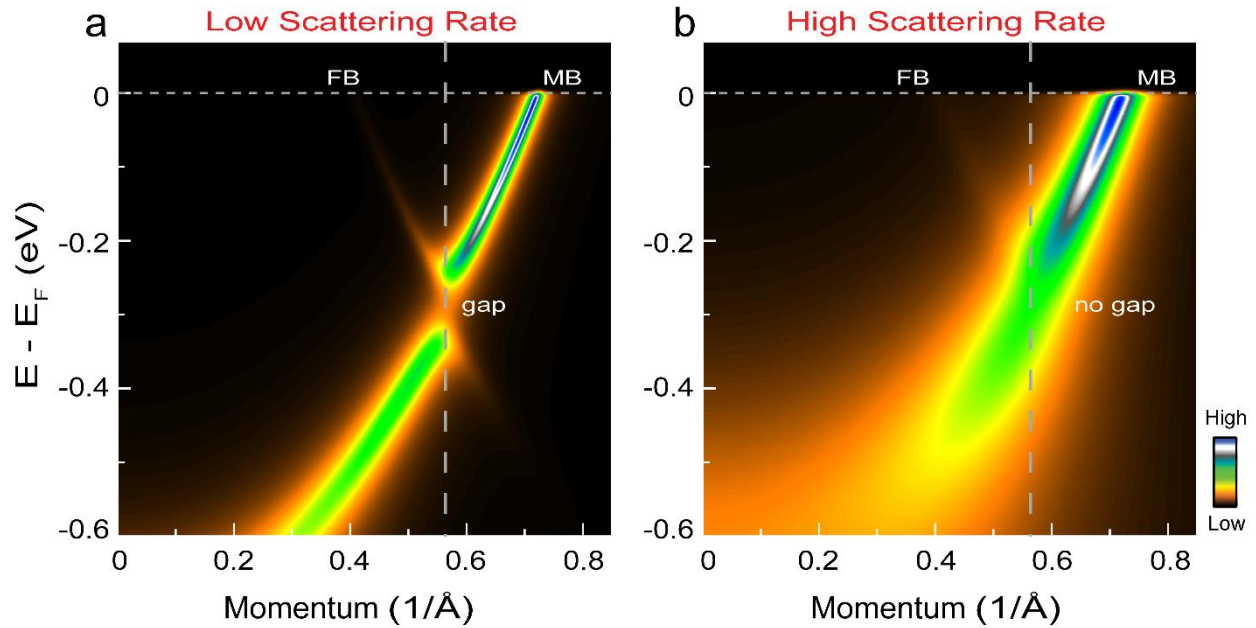 a Low Scattering Rate
FB MB
0
-0.2
gap
-0.4
-0.6
0 0.2 0.4 0.6 0.8
Momentum (1/Å)
E - E_F (eV)
b High Scattering Rate
FB MB
0
-0.2
no gap
-0.4
-0.6
0 0.2 0.4 0.6 0.8
Momentum (1/Å)
High
Low